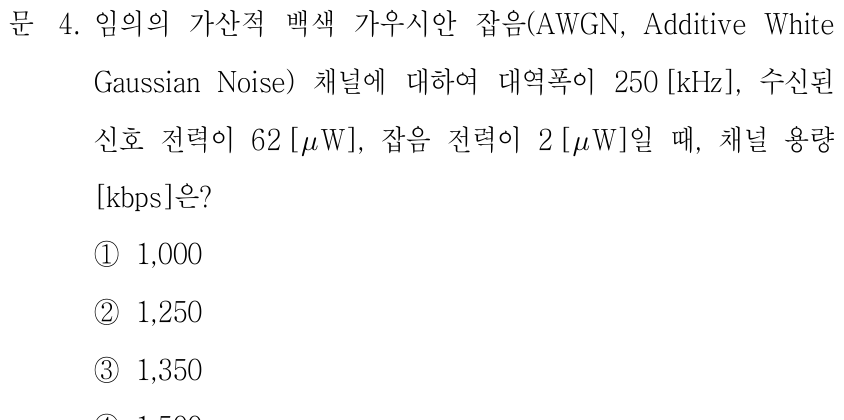 문 4. 임의의 가산적 백색 가우시안 잡음(AWGN, Additive White
Gaussian Noise) 채널에 대하여 대역폭이 250 [kHz], 수신된
신호 전력이 62 [μW], 잡음 전력이 2 [μW]일 때, 채널 용량
[kbps]은?
① 1,000
② 1,250
③ 1,350